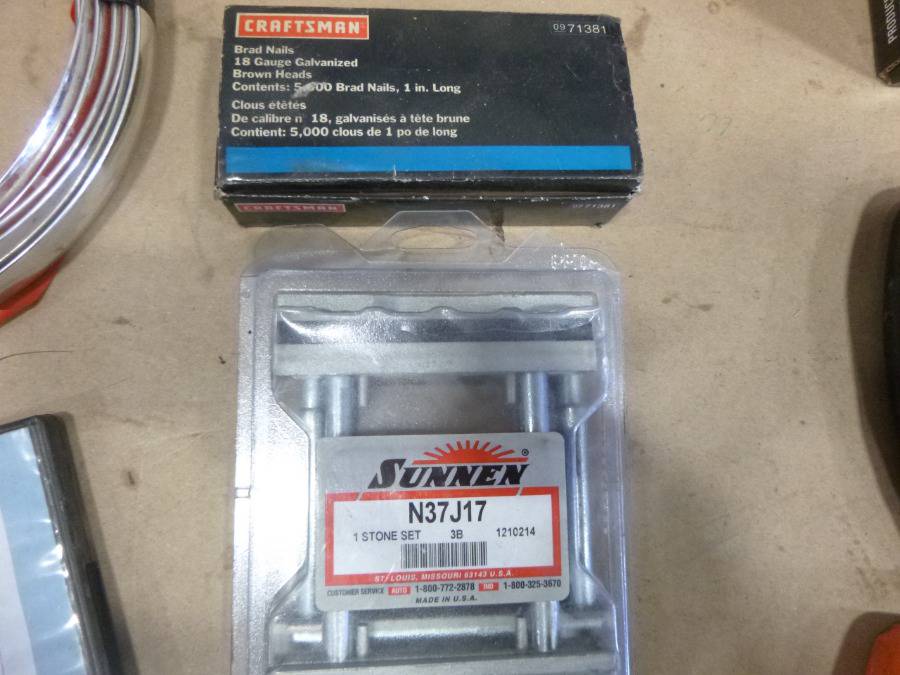 CRAFTSMAN
09 71381
Brad Nails
18 Gauge Galvanized
Brown Heads
Contents: 5,000 Brad Nails, 1 in. Long
Clous étêtés
De calibre n 18, galvanisés à tête brune
Contient: 5,000 clous de 1 po de long
CRAFTSMAN
09 71381
SUNNEN®
N37J17
1 STONE SET 3B 1210214
ST. LOUIS, MISSOURI 63143 U.S.A.
CUSTOMER SERVICE AUTO 1-800-772-2878 IND 1-800-325-3670
MADE IN U.S.A.